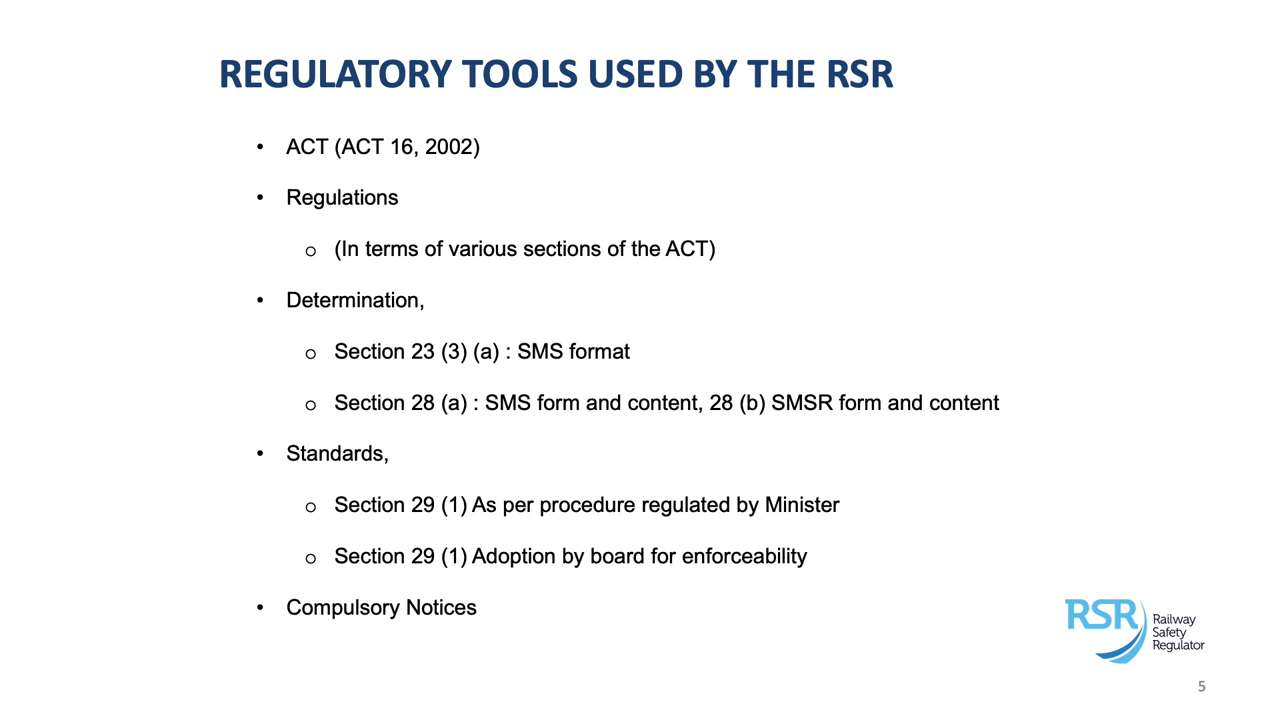 REGULATORY TOOLS USED BY THE RSR
• ACT (ACT 16, 2002)
• Regulations
o (In terms of various sections of the ACT)
• Determination,
o Section 23 (3) (a) : SMS format
o Section 28 (a) : SMS form and content, 28 (b) SMSR form and content
• Standards,
o Section 29 (1) As per procedure regulated by Minister
o Section 29 (1) Adoption by board for enforceability
• Compulsory Notices
RSR
Railway
Safety
Regulator
5